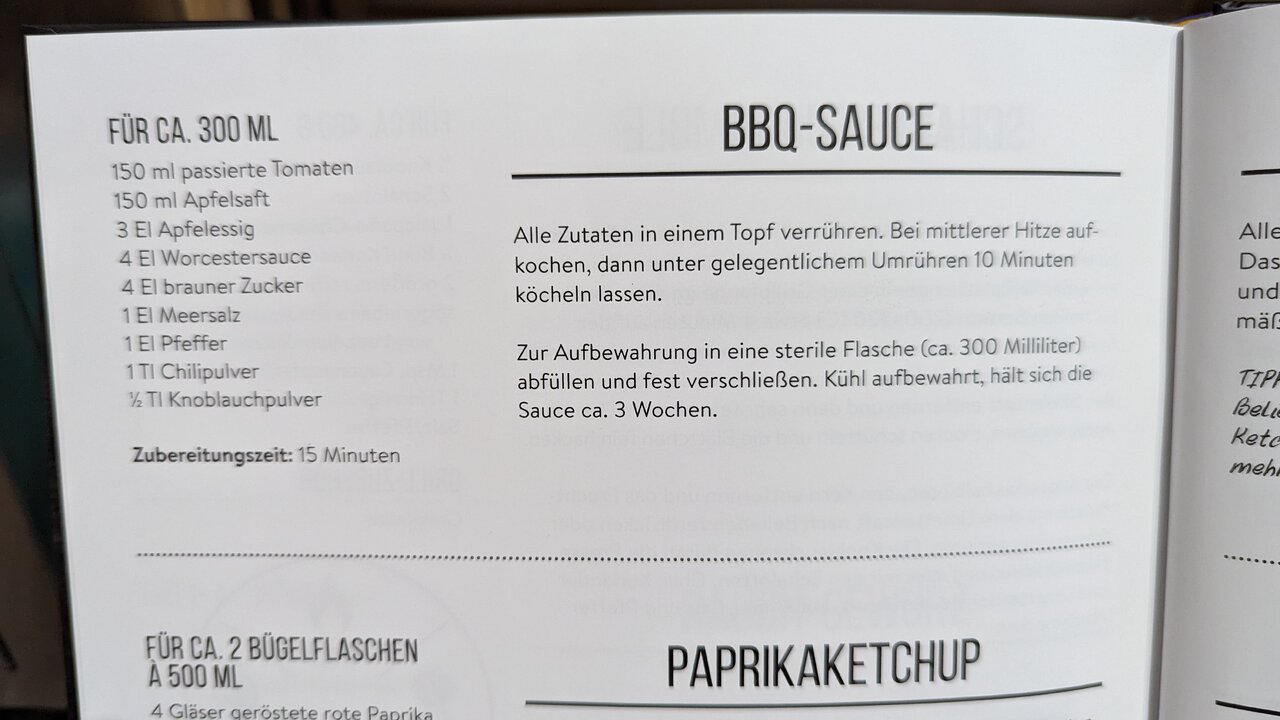 FÜR CA. 300 ML
150 ml passierte Tomaten
150 ml Apfelsaft
3 El Apfelessig
4 El Worcestersauce
4 El brauner Zucker
1 El Meersalz
1 El Pfeffer
1 Tl Chilipulver
½ Tl Knoblauchpulver
Zubereitungszeit: 15 Minuten
BBQ-SAUCE
Alle Zutaten in einem Topf verrühren. Bei mittlerer Hitze auf-
kochen, dann unter gelegentlichem Umrühren 10 Minuten
köcheln lassen.
Zur Aufbewahrung in eine sterile Flasche (ca. 300 Milliliter)
abfüllen und fest verschließen. Kühl aufbewahrt, hält sich die
Sauce ca. 3 Wochen.
FÜR CA. 2 BÜGELFLASCHEN
À 500 ML
4 Gläser geröstete rote Paprika
PAPRIKAKETCHUP
Alle
Das
und